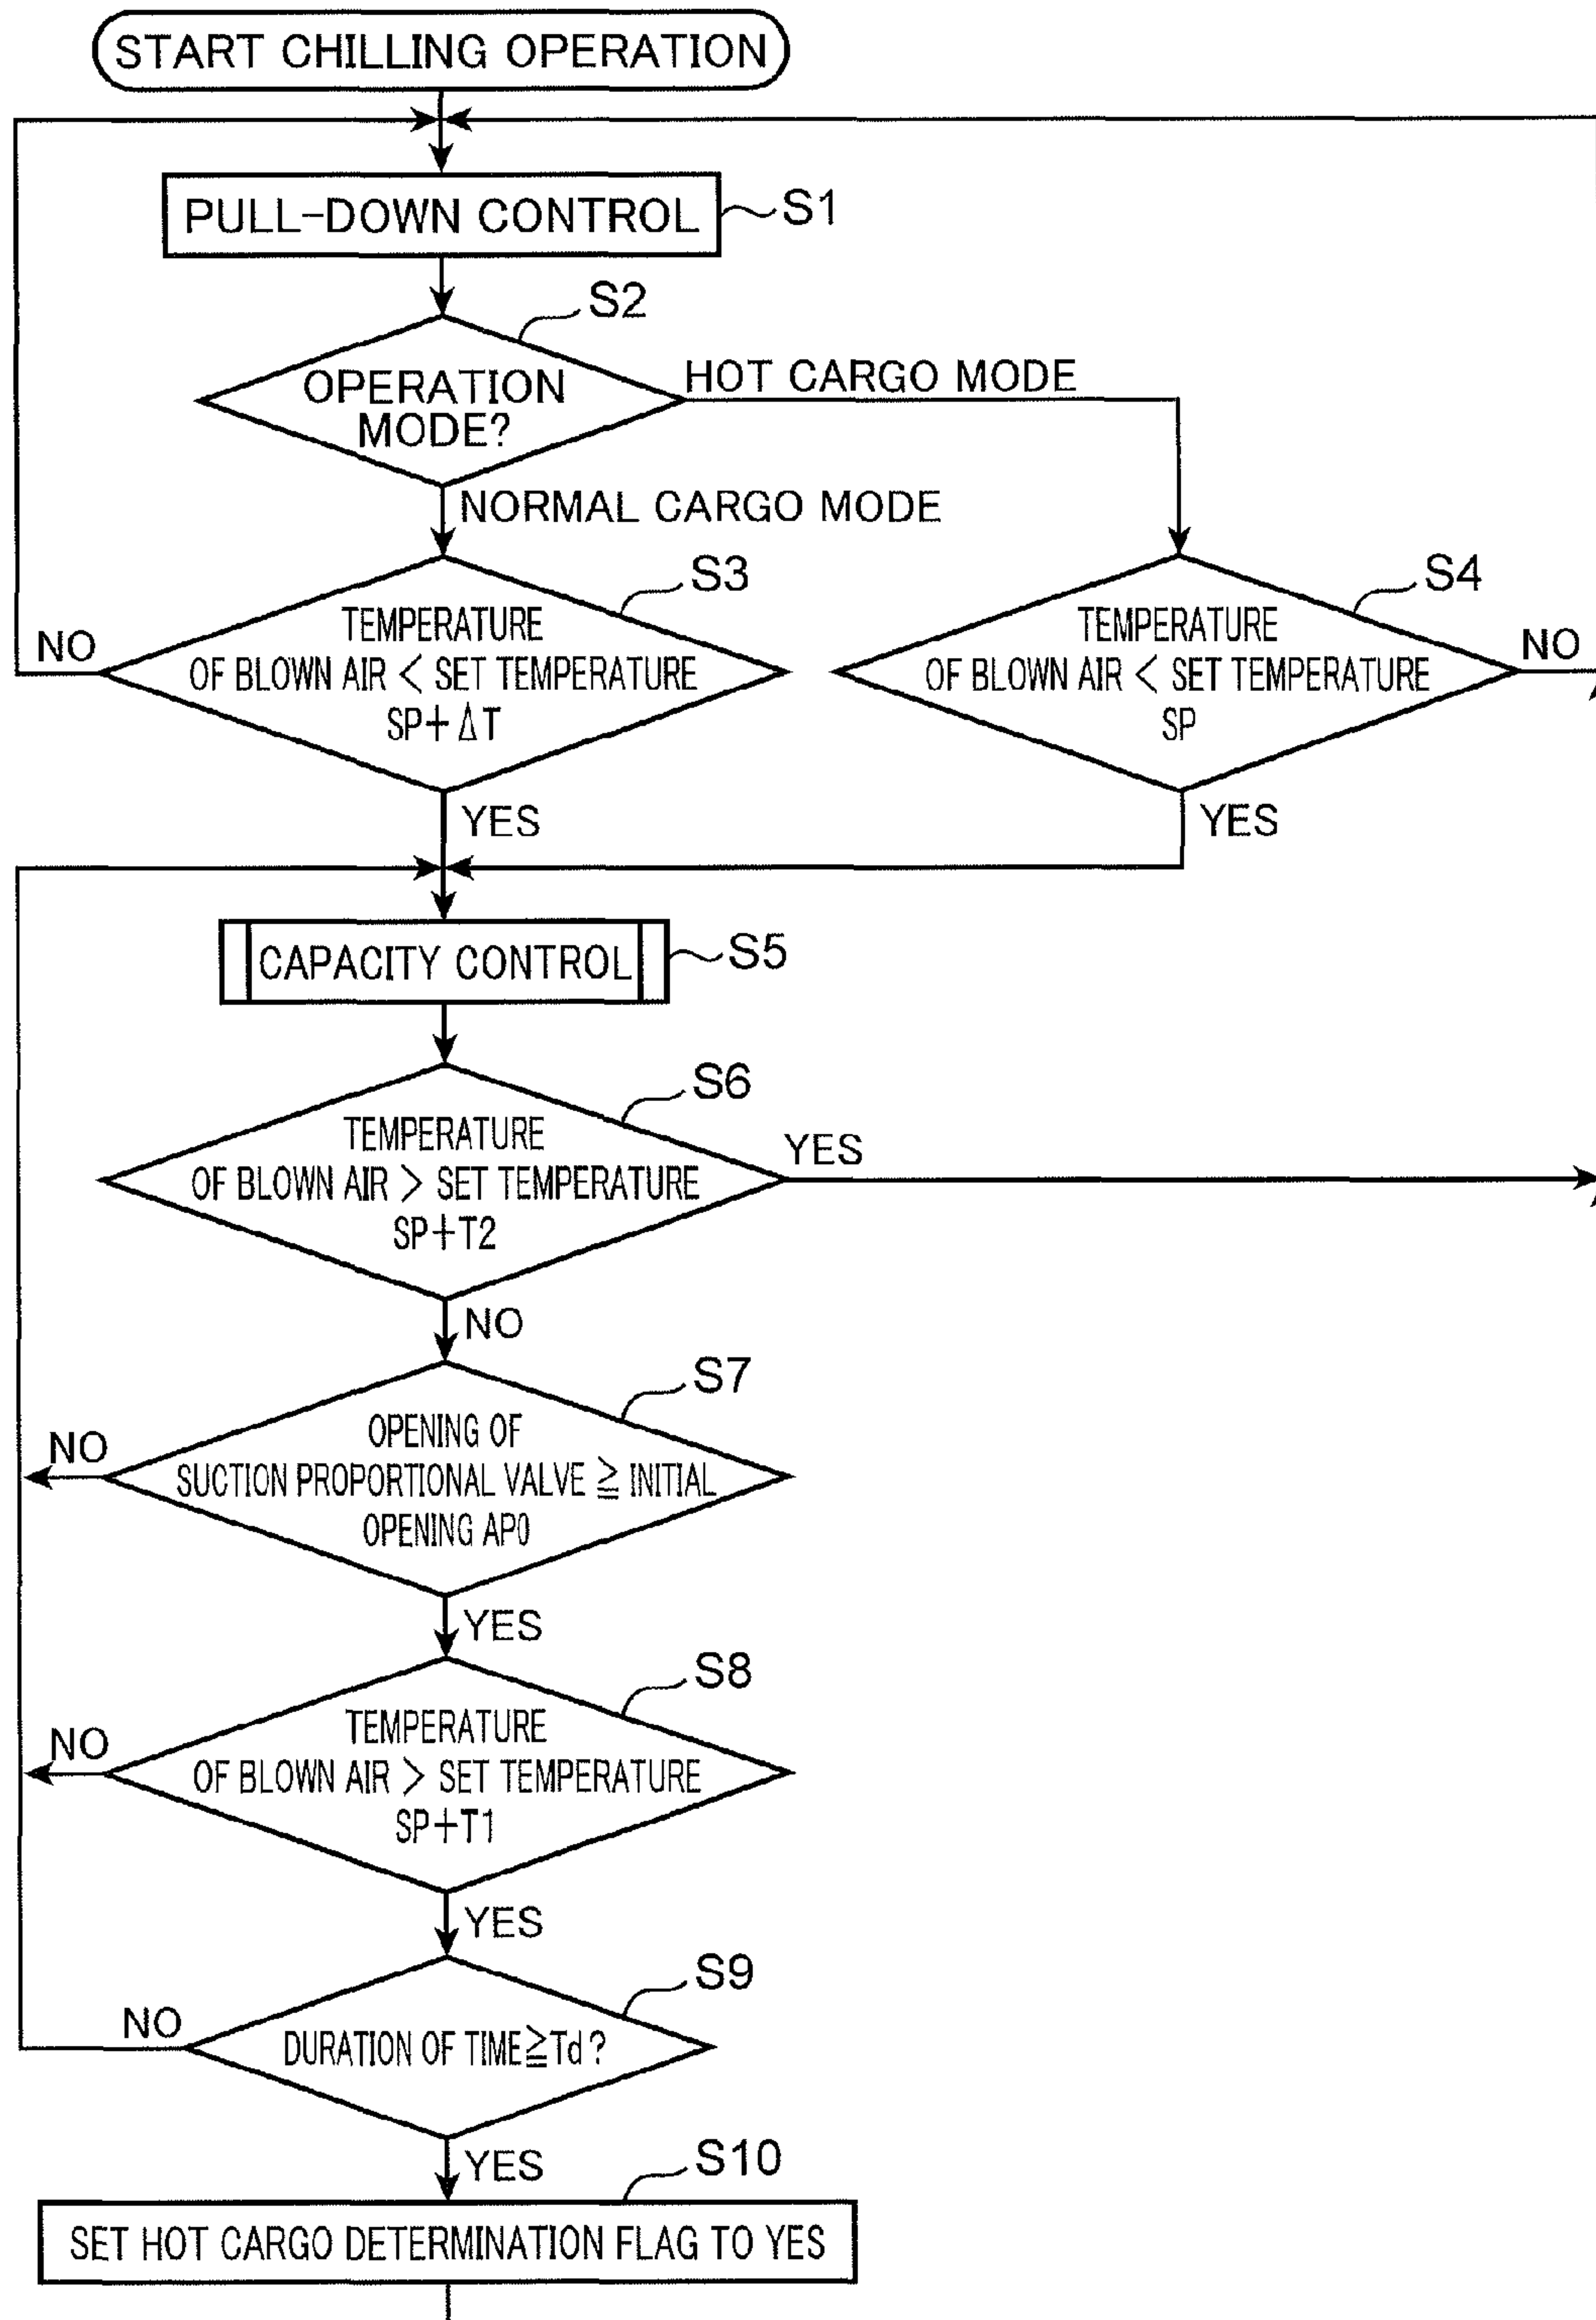 START CHILLING OPERATION
PULL-DOWN CONTROL
S1
S2
OPERATION
MODE?
HOT CARGO MODE
NORMAL CARGO MODE
S3
TEMPERATURE
OF BLOWN AIR < SET TEMPERATURE
SP+ΔT
NO
YES
S4
TEMPERATURE
OF BLOWN AIR < SET TEMPERATURE
SP
NO
YES
CAPACITY CONTROL
S5
S6
TEMPERATURE
OF BLOWN AIR > SET TEMPERATURE
SP+T2
YES
NO
S7
OPENING OF
SUCTION PROPORTIONAL VALVE ≧ INITIAL
OPENING AP0
NO
YES
S8
TEMPERATURE
OF BLOWN AIR > SET TEMPERATURE
SP+T1
NO
YES
S9
DURATION OF TIME≧Td?
NO
YES
S10
SET HOT CARGO DETERMINATION FLAG TO YES